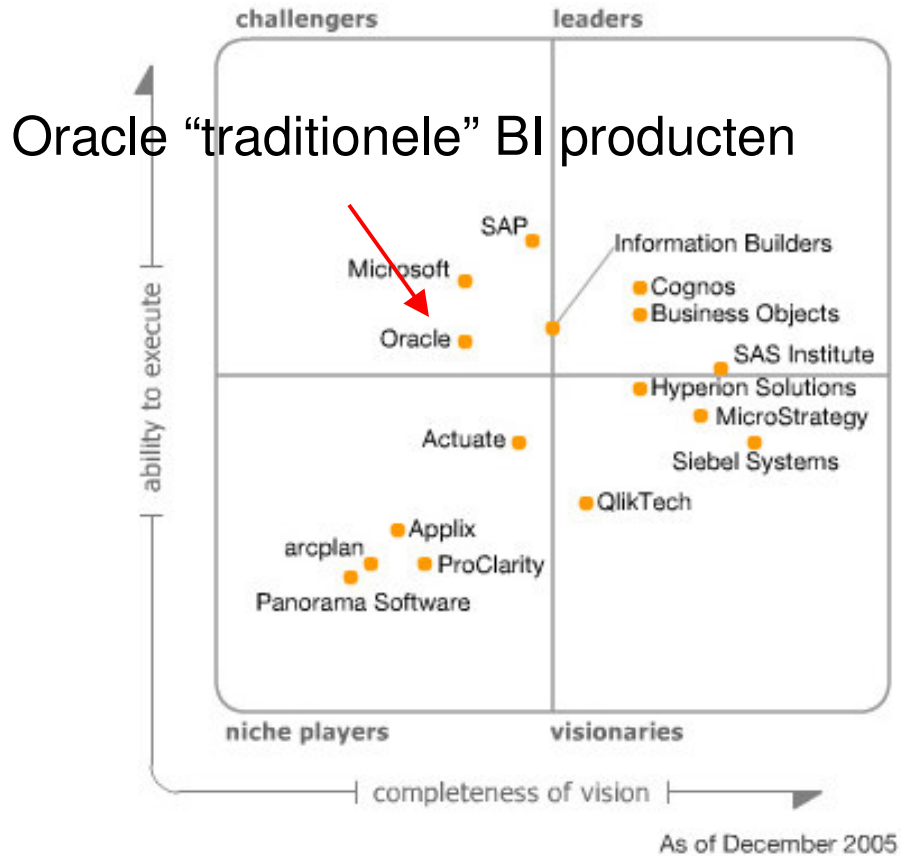 challengers leaders
Oracle “traditionele” BI producten
SAP
Information Builders
Microsoft
Cognos
Business Objects
Oracle
SAS Institute
Hyperion Solutions
MicroStrategy
Actuate
Siebel Systems
QlikTech
Applix
arcplan
ProClarity
Panorama Software
ability to execute
niche players visionaries
completeness of vision
As of December 2005